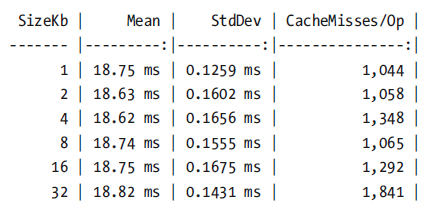 SizeKb | Mean | StdDev | CacheMisses/Op |
------- |---------:|----------:|---------------:|
1 | 18.75 ms | 0.1259 ms | 1,044 |
2 | 18.63 ms | 0.1602 ms | 1,058 |
4 | 18.62 ms | 0.1656 ms | 1,348 |
8 | 18.74 ms | 0.1555 ms | 1,065 |
16 | 18.75 ms | 0.1675 ms | 1,292 |
32 | 18.82 ms | 0.1431 ms | 1,841 |